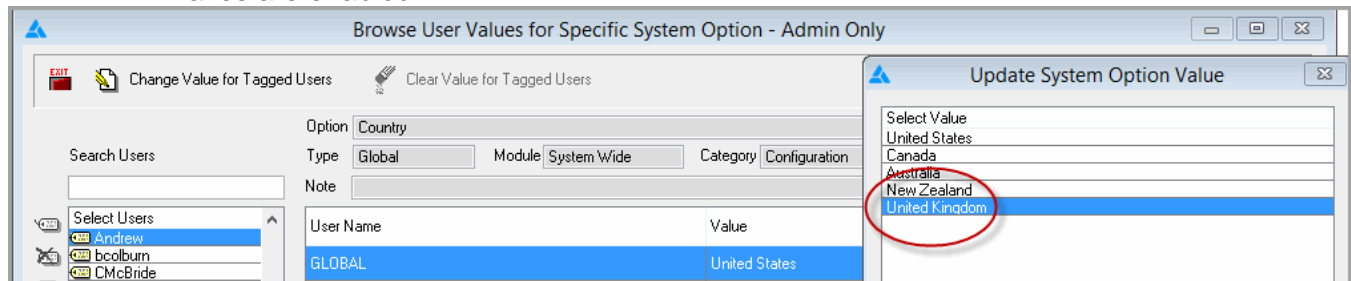 Browse User Values for Specific System Option - Admin Only
EXIT
Change Value for Tagged Users
Clear Value for Tagged Users
Option Country
Search Users
Type Global Module System Wide Category Configuration
Note
Select Users
Andrew
bcolburn
CMcBride
User Name Value
GLOBAL United States
Update System Option Value
Select Value
United States
Canada
Australia
New Zealand
United Kingdom